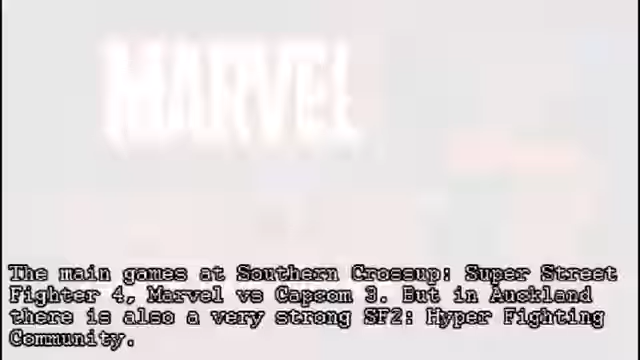 MARVEL
The main games at Southern Crossup: Super Street
Fighter 4, Marvel vs Capcom 3. But in Auckland
there is also a very strong SF2: Hyper Fighting
Community.